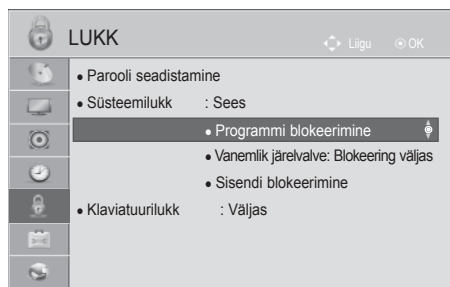 LUKK
Liigu OK
• Parooli seadistamine
• Süsteemilukk : Sees
• Programmi blokeerimine
• Vanemlik järelvalve: Blokeering väljas
• Sisendi blokeerimine
• Klaviatuurilukk : Väljas